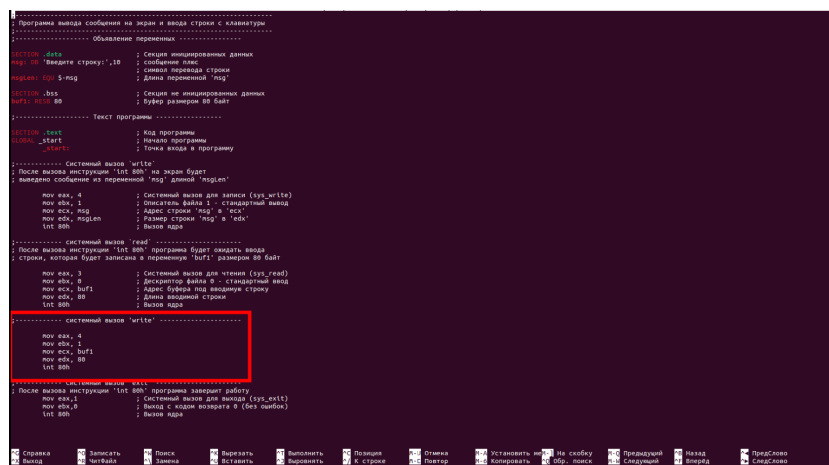 ;--------------------------------------------------------------
; Программа вывода сообщения на экран и ввода строки с клавиатуры
;--------------------------------------------------------------
;------------------- Объявление переменных ----------------
SECTION .data ; Секция инициированных данных
msg: DB 'Введите строку:',10 ; сообщение плюс
; символ перевода строки
msgLen: EQU $-msg ; Длина переменной 'msg'
SECTION .bss ; Секция не инициированных данных
buf1: RESB 80 ; Буфер размером 80 байт
;------------------- Текст программы -----------------
SECTION .text ; Код программы
GLOBAL _start ; Начало программы
_start: ; Точка входа в программу
;------------ Системный вызов `write`
; После вызова инструкции 'int 80h' на экран будет
; выведено сообщение из переменной 'msg' длиной 'msgLen'
mov eax, 4 ; Системный вызов для записи (sys_write)
mov ebx, 1 ; Описатель файла 1 - стандартный вывод
mov ecx, msg ; Адрес строки 'msg' в 'ecx'
mov edx, msgLen ; Размер строки 'msg' в 'edx'
int 80h ; Вызов ядра
;------------ системный вызов `read` ----------------------
; После вызова инструкции 'int 80h' программа будет ожидать ввода
; строки, которая будет записана в переменную 'buf1' размером 80 байт
mov eax, 3 ; Системный вызов для чтения (sys_read)
mov ebx, 0 ; Дескриптор файла 0 - стандартный ввод
mov ecx, buf1 ; Адрес буфера под вводимую строку
mov edx, 80 ; Длина вводимой строки
int 80h ; Вызов ядра
;------------ системный вызов 'write' ---------------------
mov eax, 4
mov ebx, 1
mov ecx, buf1
mov edx, 80
int 80h
;------------ Системный вызов `exit` ----------------------
; После вызова инструкции 'int 80h' программа завершит работу
mov eax,1 ; Системный вызов для выхода (sys_exit)
mov ebx,0 ; Выход с кодом возврата 0 (без ошибок)
int 80h ; Вызов ядра
^G Справка ^O Записать ^W Поиск ^K Вырезать ^T Выполнить ^C Позиция M-U Отмена M-A Установить ме M-] На скобку M-Q Предыдущий ^B Назад ^◂ ПредСлово
^X Выход ^R ЧитФайл ^\ Замена ^U Вставить ^J Выровнять ^/ К строке M-E Повтор M-6 Копировать ^Q Обр. поиск M-W Следующий ^F Вперёд ^▸ СледСлово